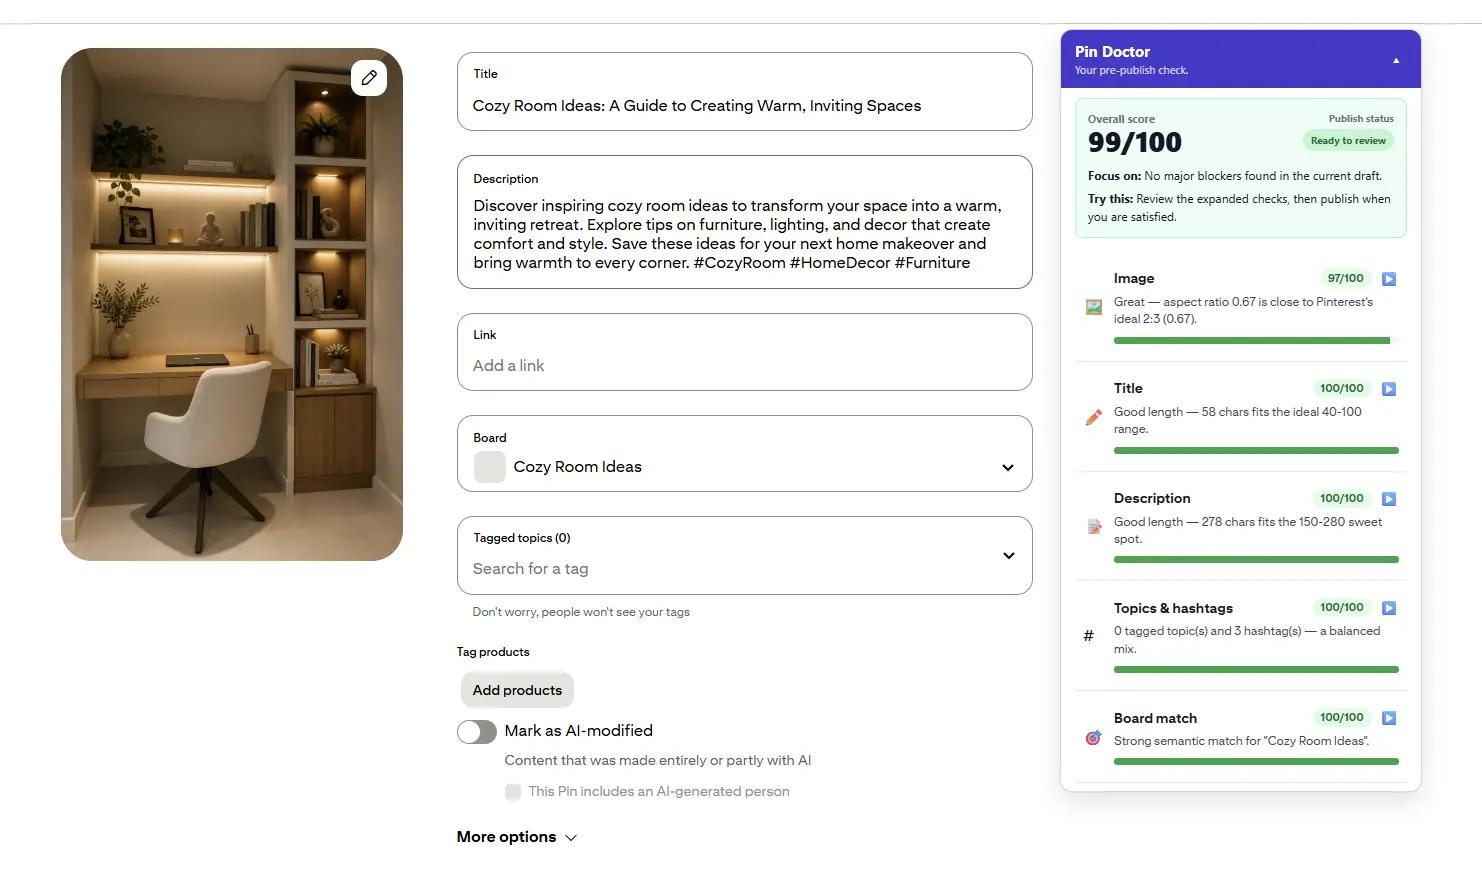 Title
Cozy Room Ideas: A Guide to Creating Warm, Inviting Spaces
Description
Discover inspiring cozy room ideas to transform your space into a warm,
inviting retreat. Explore tips on furniture, lighting, and decor that create
comfort and style. Save these ideas for your next home makeover and
bring warmth to every corner. #CozyRoom #HomeDecor #Furniture
Link
Add a link
Board
Cozy Room Ideas
Tagged topics (0)
Search for a tag
Don't worry, people won't see your tags
Tag products
Add products
Mark as AI-modified
Content that was made entirely or partly with AI
This Pin includes an AI-generated person
More options
Pin Doctor
Your pre-publish check.
Overall score
Publish status
99/100
Ready to review
Focus on: No major blockers found in the current draft.
Try this: Review the expanded checks, then publish when
you are satisfied.
Image
97/100
Great — aspect ratio 0.67 is close to Pinterest's
ideal 2:3 (0.67).
Title
100/100
Good length — 58 chars fits the ideal 40-100
range.
Description
100/100
Good length — 278 chars fits the 150-280 sweet
spot.
#
Topics & hashtags
100/100
0 tagged topic(s) and 3 hashtag(s) — a balanced
mix.
Board match
100/100
Strong semantic match for "Cozy Room Ideas".